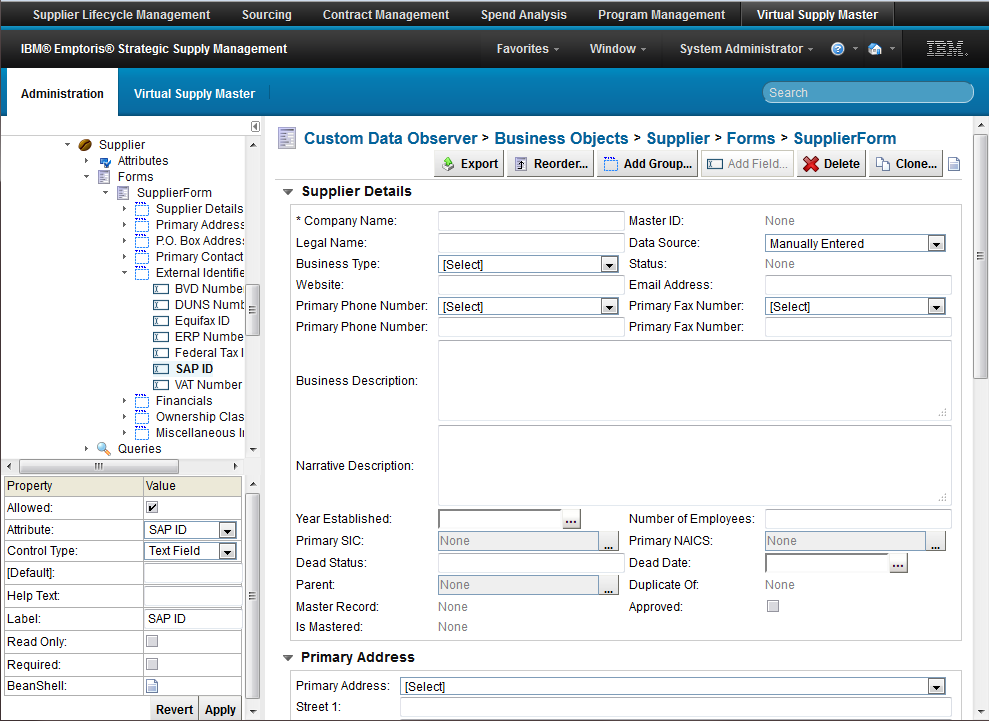 Supplier Lifecycle Management Sourcing Contract Management Spend Analysis Program Management Virtual Supply Master
IBM® Emptoris® Strategic Supply Management Favorites Window System Administrator IBM.
Administration Virtual Supply Master Search
Supplier
Attributes
Forms
SupplierForm
Supplier Details
Primary Address
P.O. Box Address
Primary Contact
External Identifie
BVD Number
DUNS Numb
Equifax ID
ERP Numbe
Federal Tax I
SAP ID
VAT Number
Financials
Ownership Clas
Miscellaneous I
Queries
Property Value
Allowed:
Attribute: SAP ID
Control Type: Text Field
[Default]:
Help Text:
Label: SAP ID
Read Only:
Required:
BeanShell:
Revert Apply
Custom Data Observer > Business Objects > Supplier > Forms > SupplierForm
Export Reorder... Add Group... Add Field... Delete Clone...
Supplier Details
* Company Name: Master ID: None
Legal Name: Data Source: Manually Entered
Business Type: [Select] Status: None
Website: Email Address:
Primary Phone Number: [Select] Primary Fax Number: [Select]
Primary Phone Number: Primary Fax Number:
Business Description:
Narrative Description:
Year Established: ... Number of Employees:
Primary SIC: None ... Primary NAICS: None ...
Dead Status: Dead Date: ...
Parent: None ... Duplicate Of: None
Master Record: None Approved:
Is Mastered: None
Primary Address
Primary Address: [Select]
Street 1: